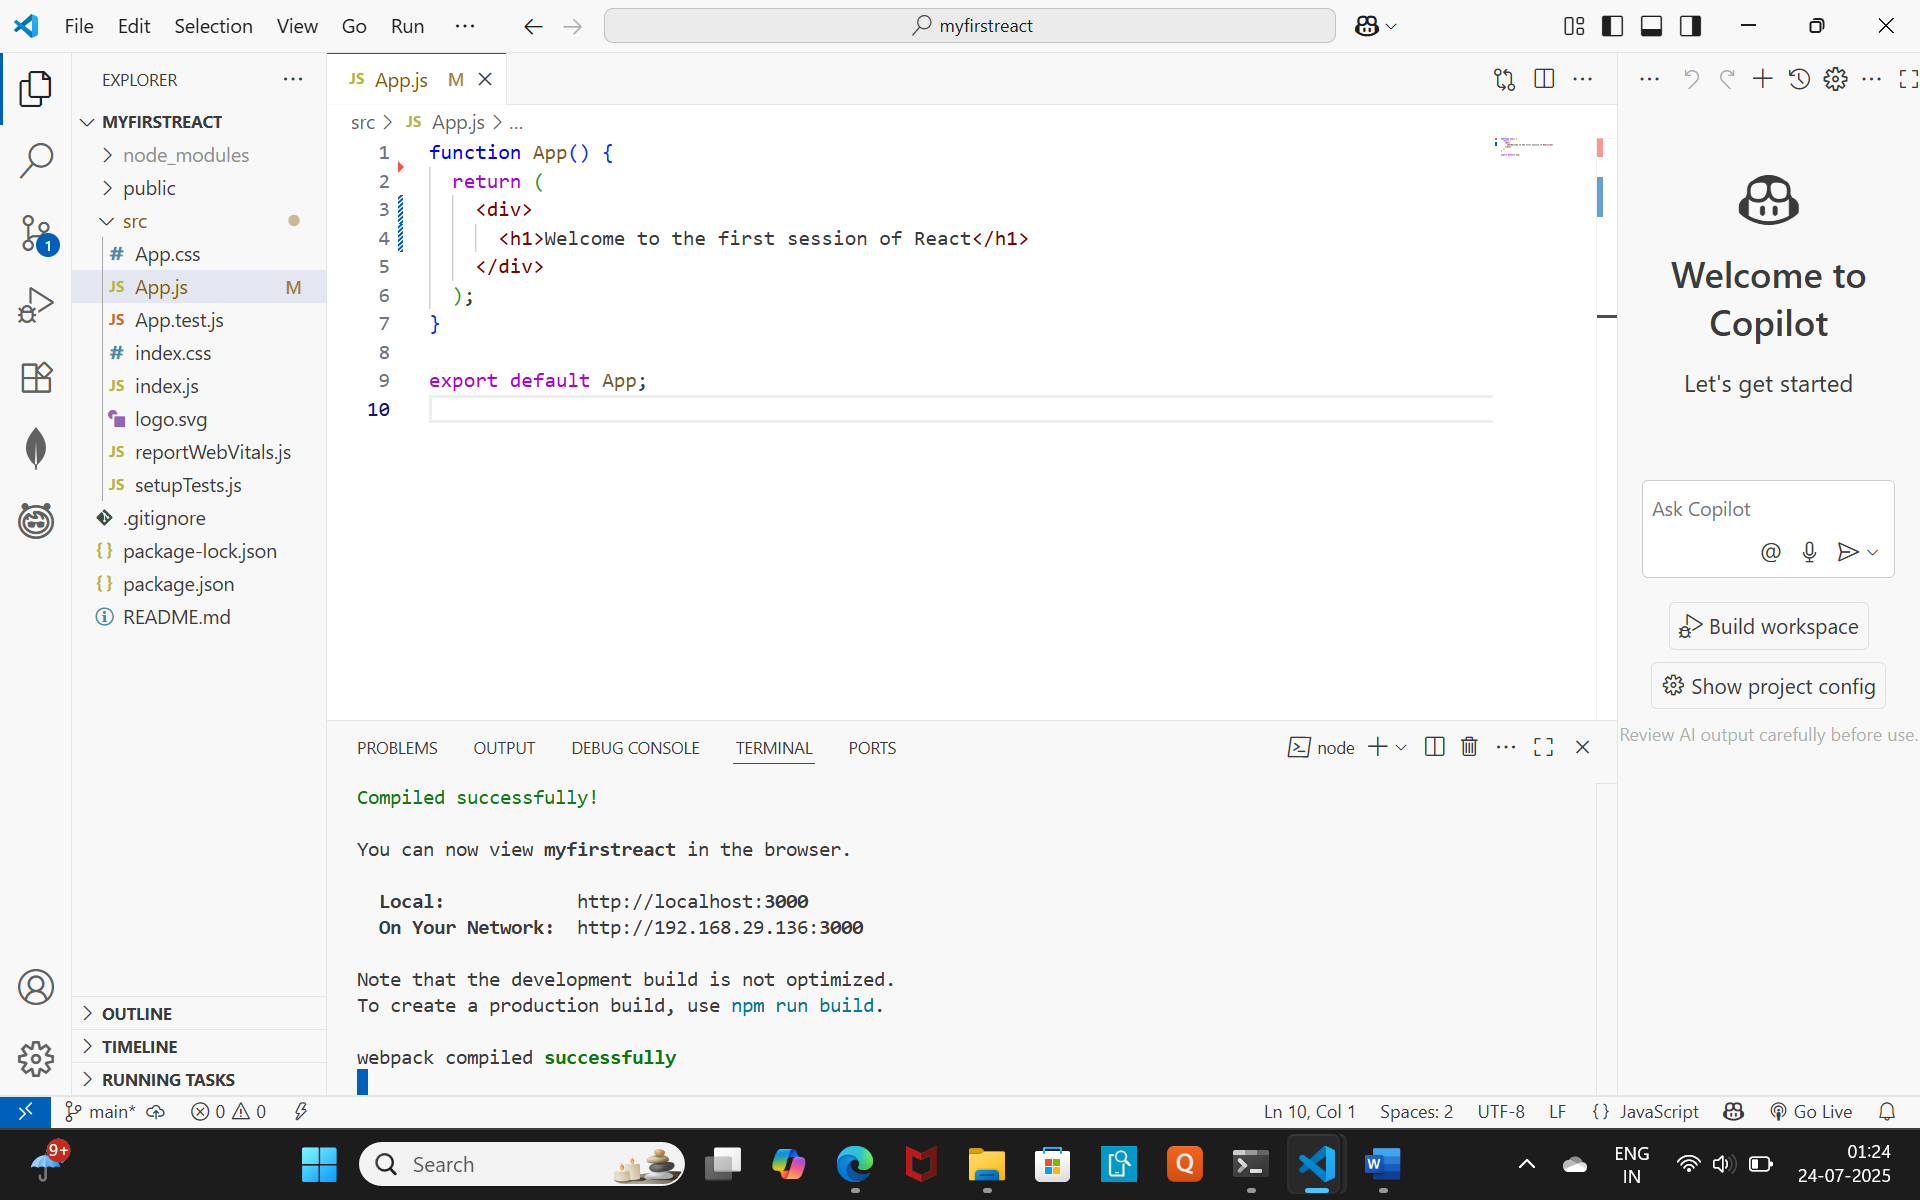 File Edit Selection View Go Run ···
myfirstreact
EXPLORER
MYFIRSTREACT
node_modules
public
src
# App.css
JS App.js M
JS App.test.js
# index.css
JS index.js
logo.svg
JS reportWebVitals.js
JS setupTests.js
.gitignore
{} package-lock.json
{} package.json
README.md
OUTLINE
TIMELINE
RUNNING TASKS
1
JS App.js M
src > JS App.js > ...
1 function App() {
2 return (
3 <div>
4 <h1>Welcome to the first session of React</h1>
5 </div>
6 );
7 }
8
9 export default App;
10
PROBLEMS OUTPUT DEBUG CONSOLE TERMINAL PORTS
node
Compiled successfully!
You can now view myfirstreact in the browser.
Local: http://localhost:3000
On Your Network: http://192.168.29.136:3000
Note that the development build is not optimized.
To create a production build, use npm run build.
webpack compiled successfully
Welcome to
Copilot
Let's get started
Ask Copilot
@
Build workspace
Show project config
Review AI output carefully before use.
main* 0 0
Ln 10, Col 1 Spaces: 2 UTF-8 LF {} JavaScript Go Live
9+
Search
Q
W
ENG
IN
01:24
24-07-2025